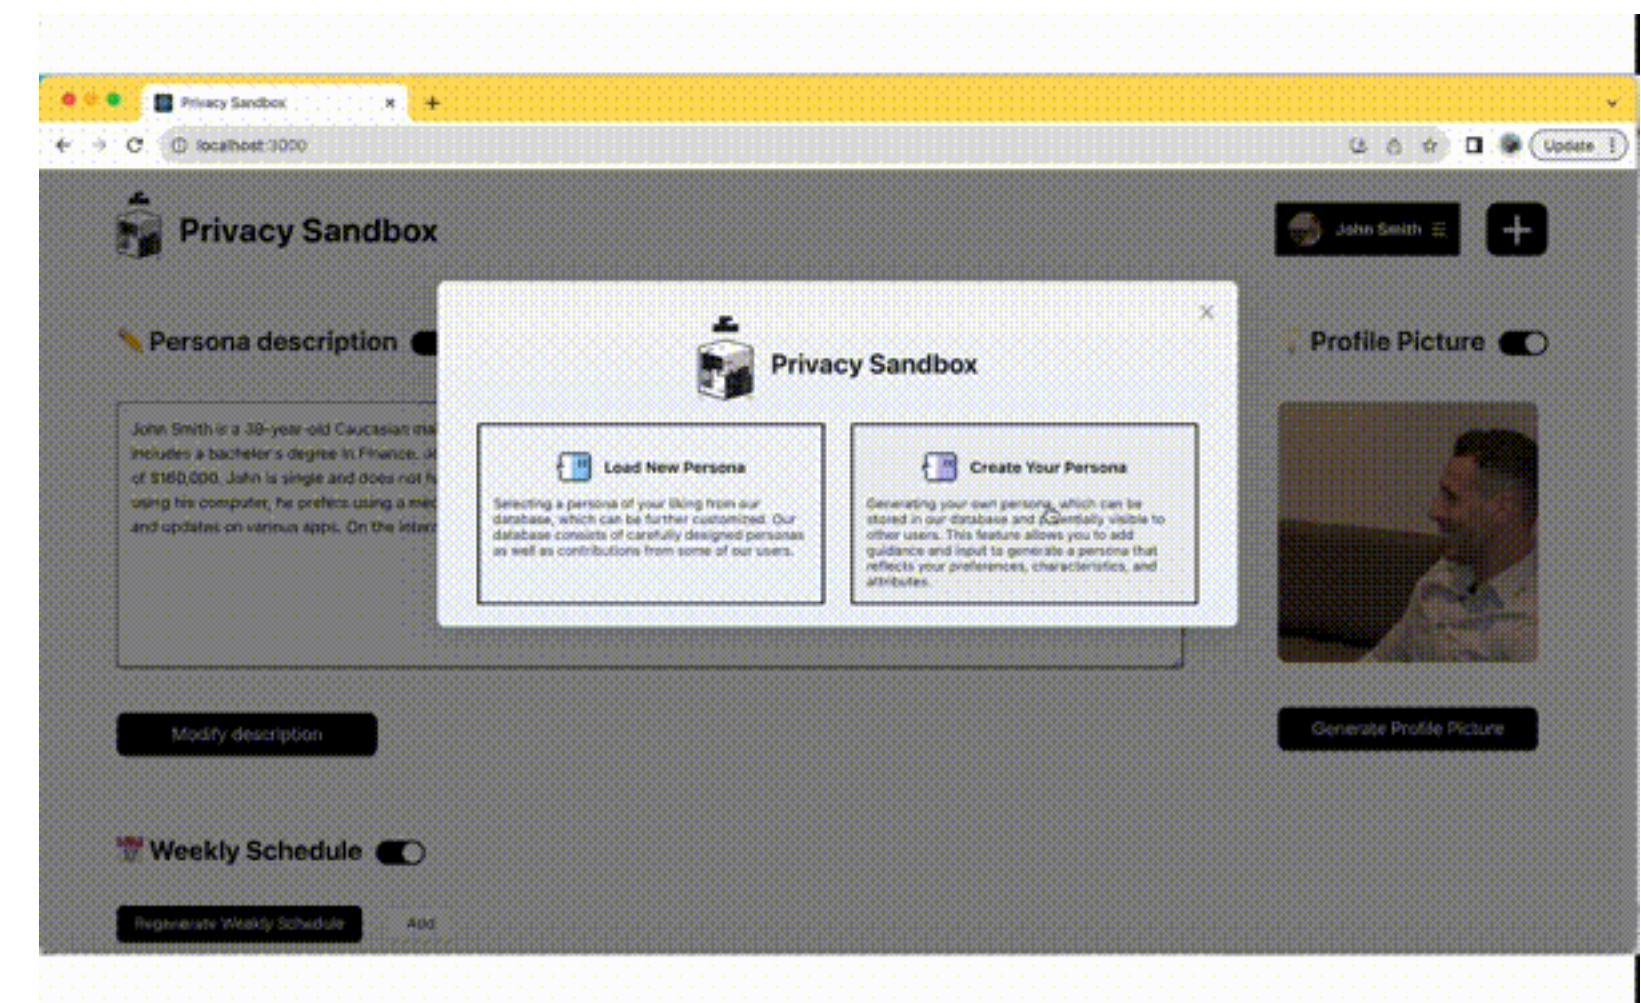 Privacy Sandbox
localhost:3000
Update
Privacy Sandbox
John Smith
Persona description
Profile Picture
Privacy Sandbox
John Smith is a 38-year-old Caucasian
includes a bachelor's degree in Finance.
of $160,000. John is single and does not
using his computer, he prefers using a
and updates on various apps. On the
Load New Persona
Selecting a persona of your liking from our
database, which can be further customized. Our
database consists of carefully designed personas
as well as contributions from some of our users.
Create Your Persona
Generating your own persona, which can be
stored in our database and potentially visible to
other users. This feature allows you to add
guidance and input to generate a persona that
reflects your preferences, characteristics, and
attributes.
Modify description
Generate Profile Picture
Weekly Schedule
Regenerate Weekly Schedule
Add